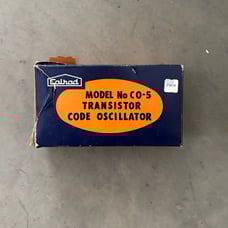 Calrad
MODEL No CO-5
TRANSISTOR
CODE OSCILLATOR